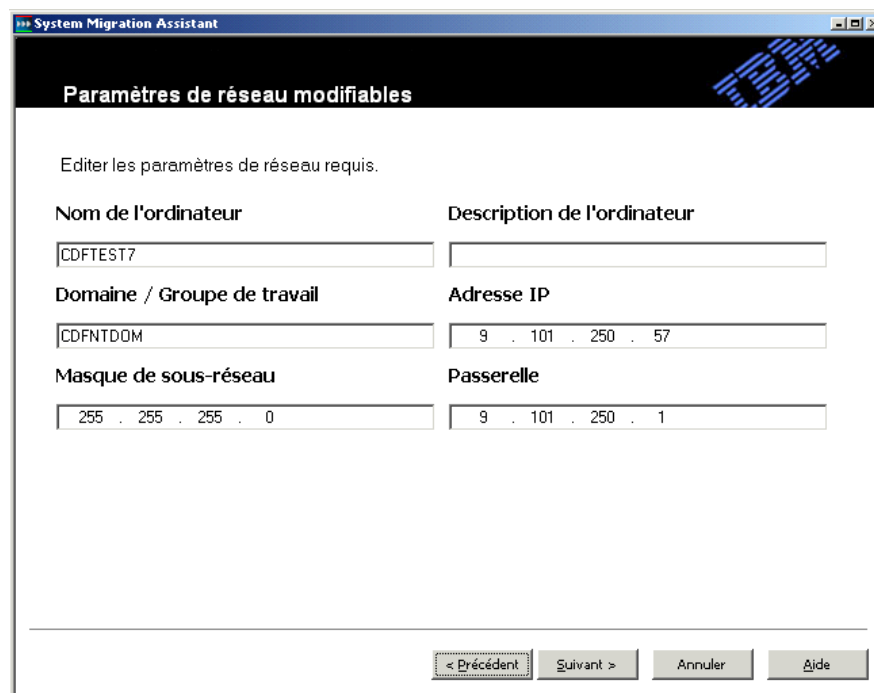 System Migration Assistant
IBM
Paramètres de réseau modifiables
Editer les paramètres de réseau requis.
Nom de l'ordinateur
Description de l'ordinateur
CDFTEST7
Domaine / Groupe de travail
Adresse IP
CDFNTDOM
9 . 101 . 250 . 57
Masque de sous-réseau
Passerelle
255 . 255 . 255 . 0
9 . 101 . 250 . 1
< Précédent
Suivant >
Annuler
Aide